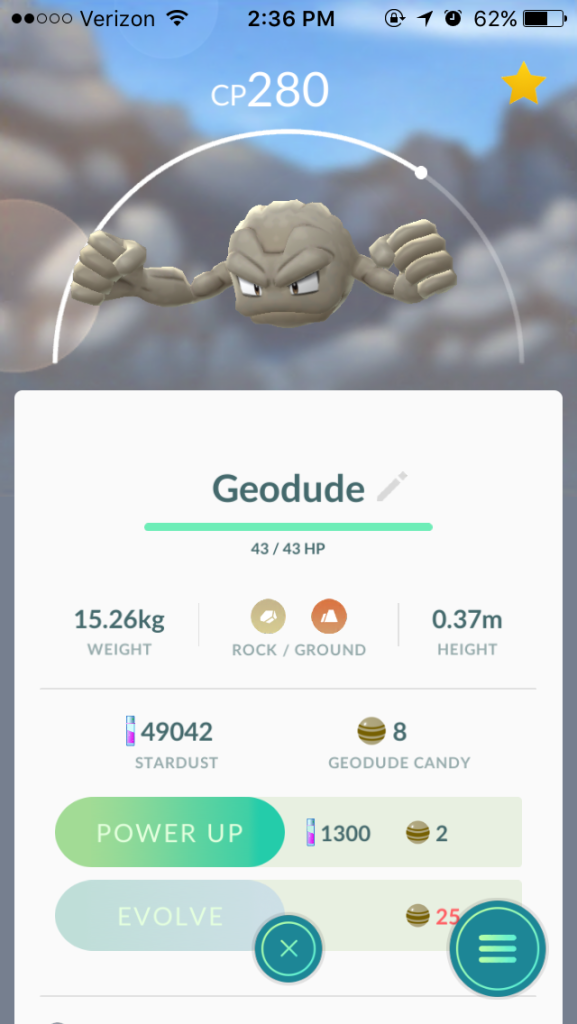 Verizon 2:36 PM 62%
CP280
Geodude
43 / 43 HP
15.26kg 0.37m
WEIGHT ROCK / GROUND HEIGHT
49042 8
STARDUST GEODUDE CANDY
POWER UP 1300 2
EVOLVE 25